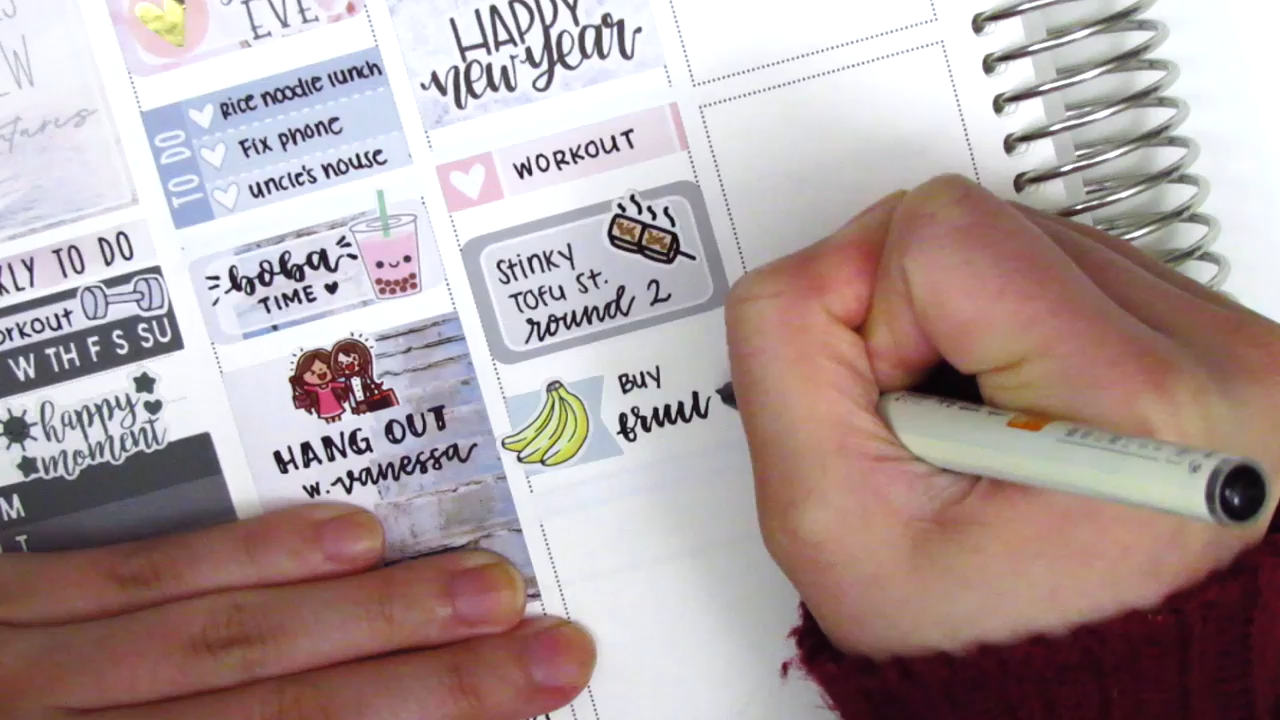 EVE
TO DO
Rice noodle lunch
Fix phone
uncle's house
boba
TIME
HANG OUT
w. vanessa
HAPPY
new year
WORKOUT
Stinky
TOFU St.
round 2
BUY
KLY TO DO
orkout
W TH F S SU
happy
moment
M
T